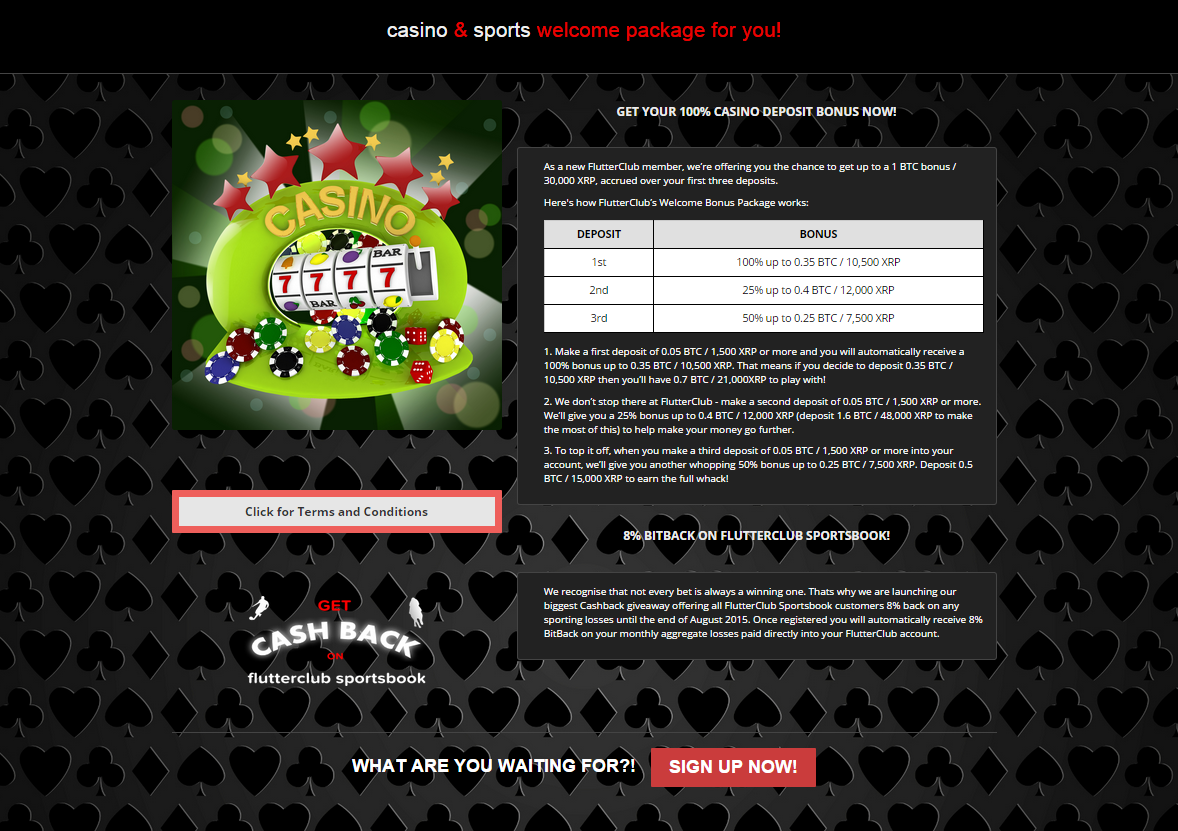 casino & sports welcome package for you!
GET YOUR 100% CASINO DEPOSIT BONUS NOW!
CASINO
BAR
7 7 7 7
BAR
As a new FlutterClub member, we're offering you the chance to get up to a 1 BTC bonus /
30,000 XRP, accrued over your first three deposits.
Here's how FlutterClub's Welcome Bonus Package works:
DEPOSIT BONUS
1st 100% up to 0.35 BTC / 10,500 XRP
2nd 25% up to 0.4 BTC / 12,000 XRP
3rd 50% up to 0.25 BTC / 7,500 XRP
1. Make a first deposit of 0.05 BTC / 1,500 XRP or more and you will automatically receive a
100% bonus up to 0.35 BTC / 10,500 XRP. That means if you decide to deposit 0.35 BTC /
10,500 XRP then you'll have 0.7 BTC / 21,000XRP to play with!
2. We don't stop there at FlutterClub - make a second deposit of 0.05 BTC / 1,500 XRP or more.
We'll give you a 25% bonus up to 0.4 BTC / 12,000 XRP (deposit 1.6 BTC / 48,000 XRP to make
the most of this) to help make your money go further.
3. To top it off, when you make a third deposit of 0.05 BTC / 1,500 XRP or more into your
account, we'll give you another whopping 50% bonus up to 0.25 BTC / 7,500 XRP. Deposit 0.5
BTC / 15,000 XRP to earn the full whack!
Click for Terms and Conditions
8% BITBACK ON FLUTTERCLUB SPORTSBOOK!
GET
CASH BACK
ON
flutterclub sportsbook
We recognise that not every bet is always a winning one. Thats why we are launching our
biggest Cashback giveaway offering all FlutterClub Sportsbook customers 8% back on any
sporting losses until the end of August 2015. Once registered you will automatically receive 8%
BitBack on your monthly aggregate losses paid directly into your FlutterClub account.
WHAT ARE YOU WAITING FOR?! SIGN UP NOW!